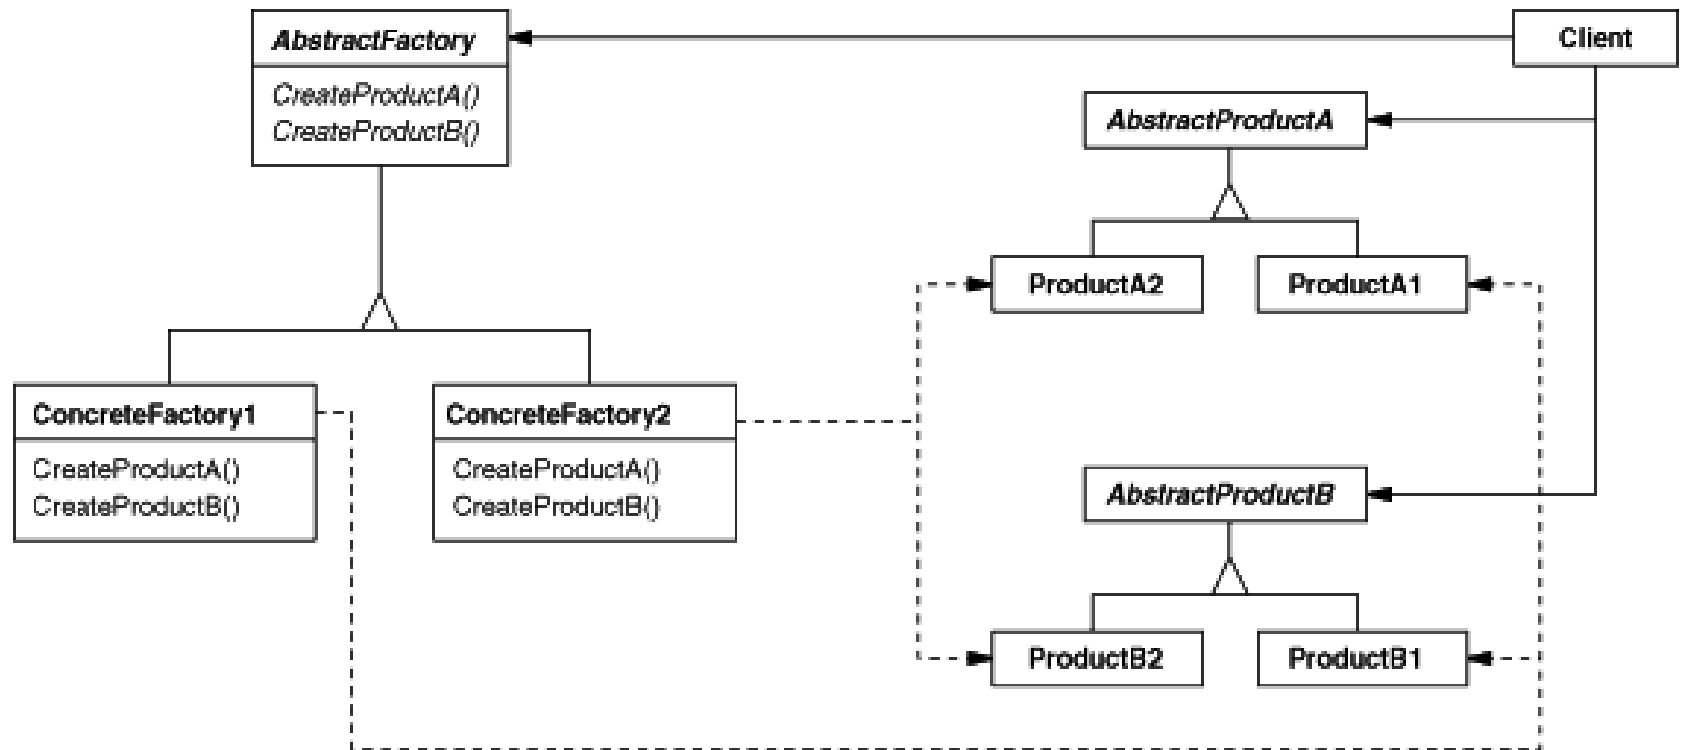 AbstractFactory
CreateProductA()
CreateProductB()
Client
AbstractProductA
ProductA2
ProductA1
ConcreteFactory1
CreateProductA()
CreateProductB()
ConcreteFactory2
CreateProductA()
CreateProductB()
AbstractProductB
ProductB2
ProductB1